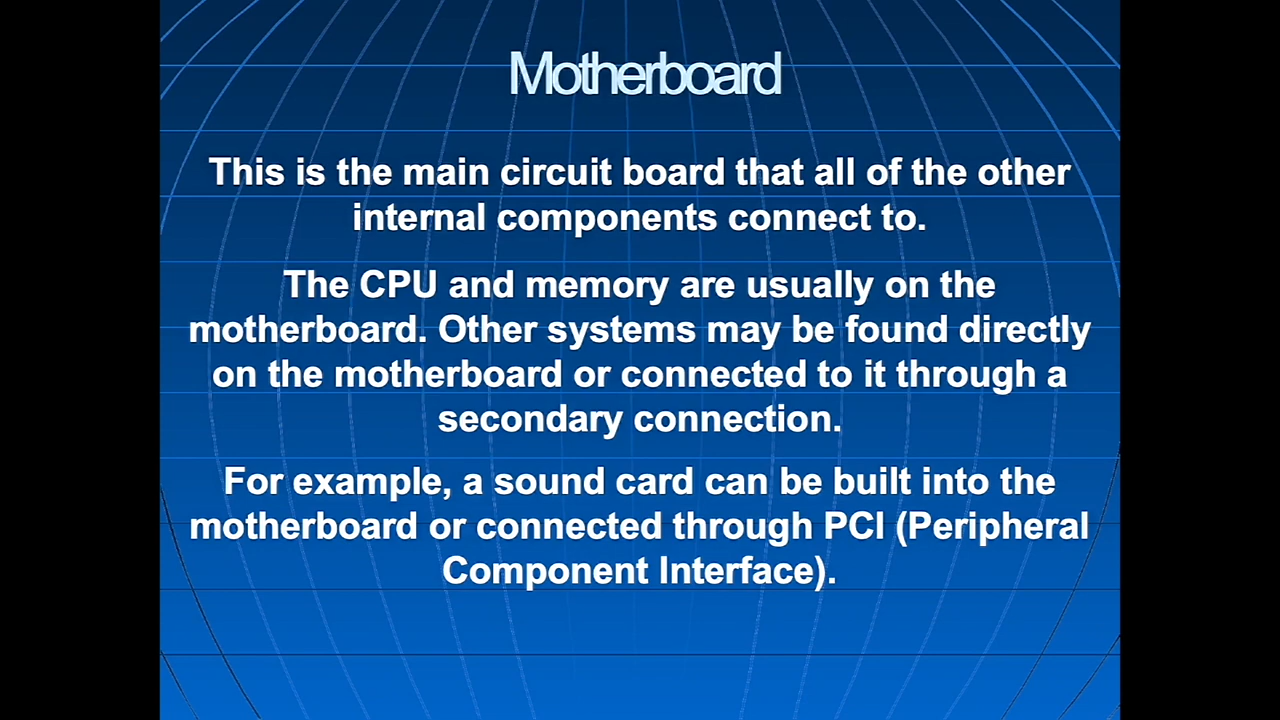 Motherboard
This is the main circuit board that all of the other
internal components connect to.
The CPU and memory are usually on the
motherboard. Other systems may be found directly
on the motherboard or connected to it through a
secondary connection.
For example, a sound card can be built into the
motherboard or connected through PCI (Peripheral
Component Interface).